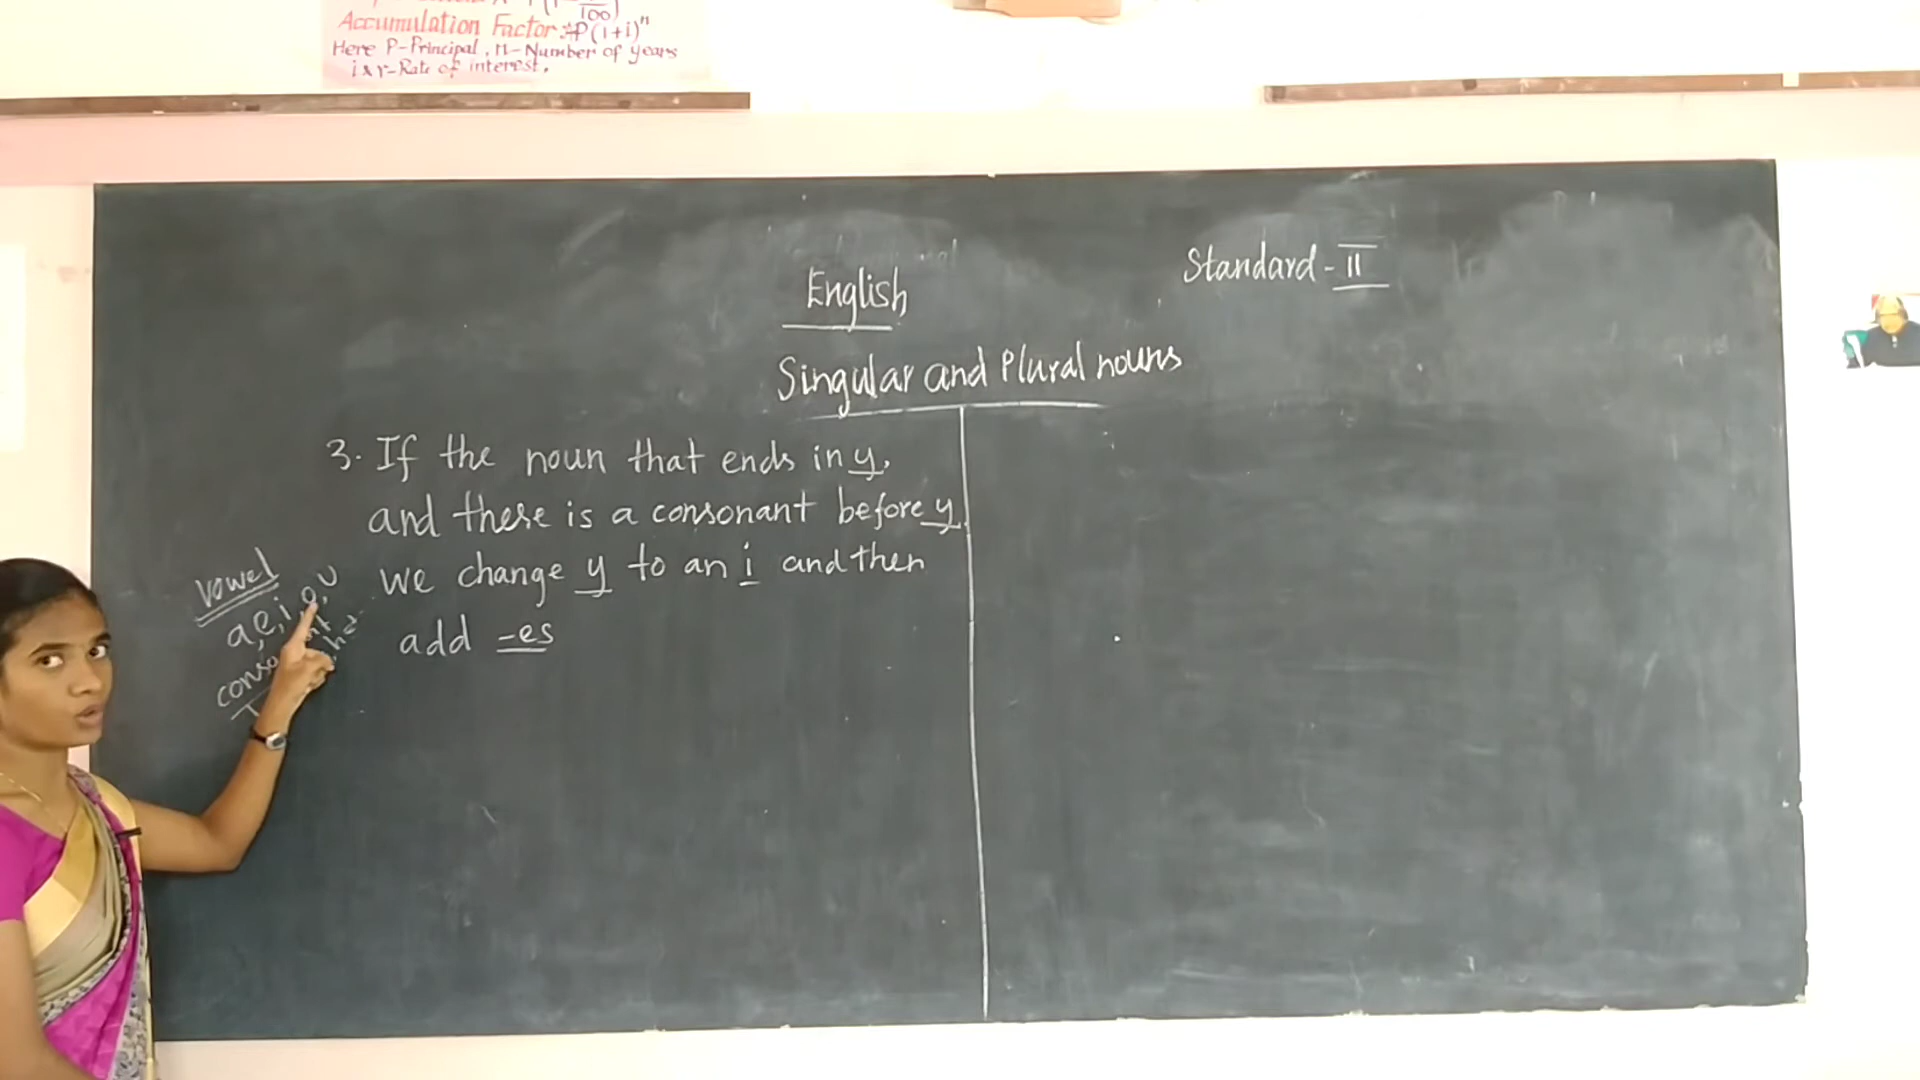 Accumulation Factor :- P(1+i)ⁿ
Here P-Principal, n-Number of years
i & r-Rate of interest.
Standard - II
English
Singular and Plural nouns
3. If the noun that ends in y,
and there is a consonant before y,
we change y to an i and then
add -es
vowel
a, e, i, o, u